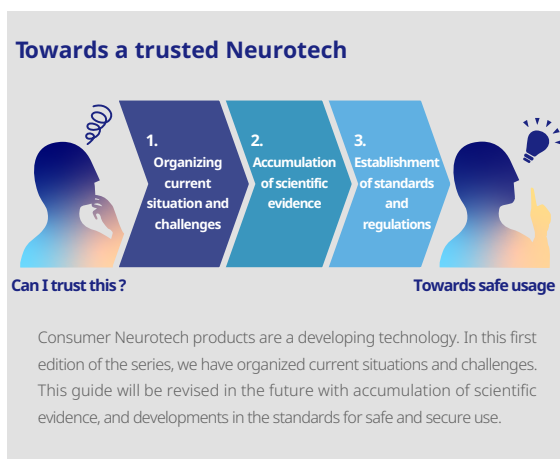 Towards a trusted Neurotech
1.
Organizing
current
situation and
challenges
2.
Accumulation
of scientific
evidence
3.
Establishment
of standards
and
regulations
Can I trust this ?
Towards safe usage
Consumer Neurotech products are a developing technology. In this first
edition of the series, we have organized current situations and challenges.
This guide will be revised in the future with accumulation of scientific
evidence, and developments in the standards for safe and secure use.